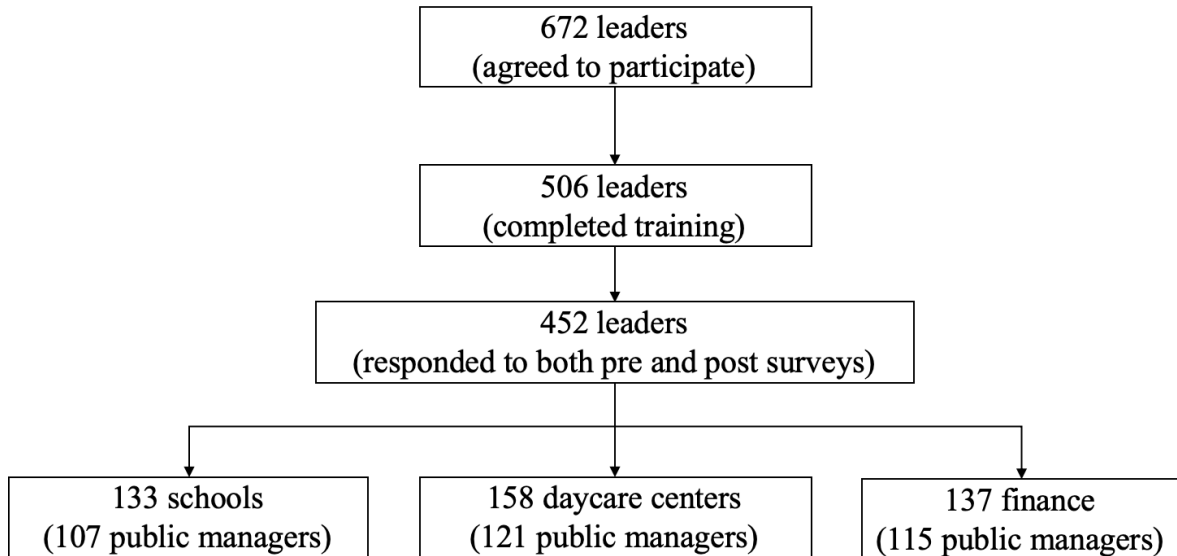 672 leaders
(agreed to participate)
506 leaders
(completed training)
452 leaders
(responded to both pre and post surveys)
133 schools
(107 public managers)
158 daycare centers
(121 public managers)
137 finance
(115 public managers)